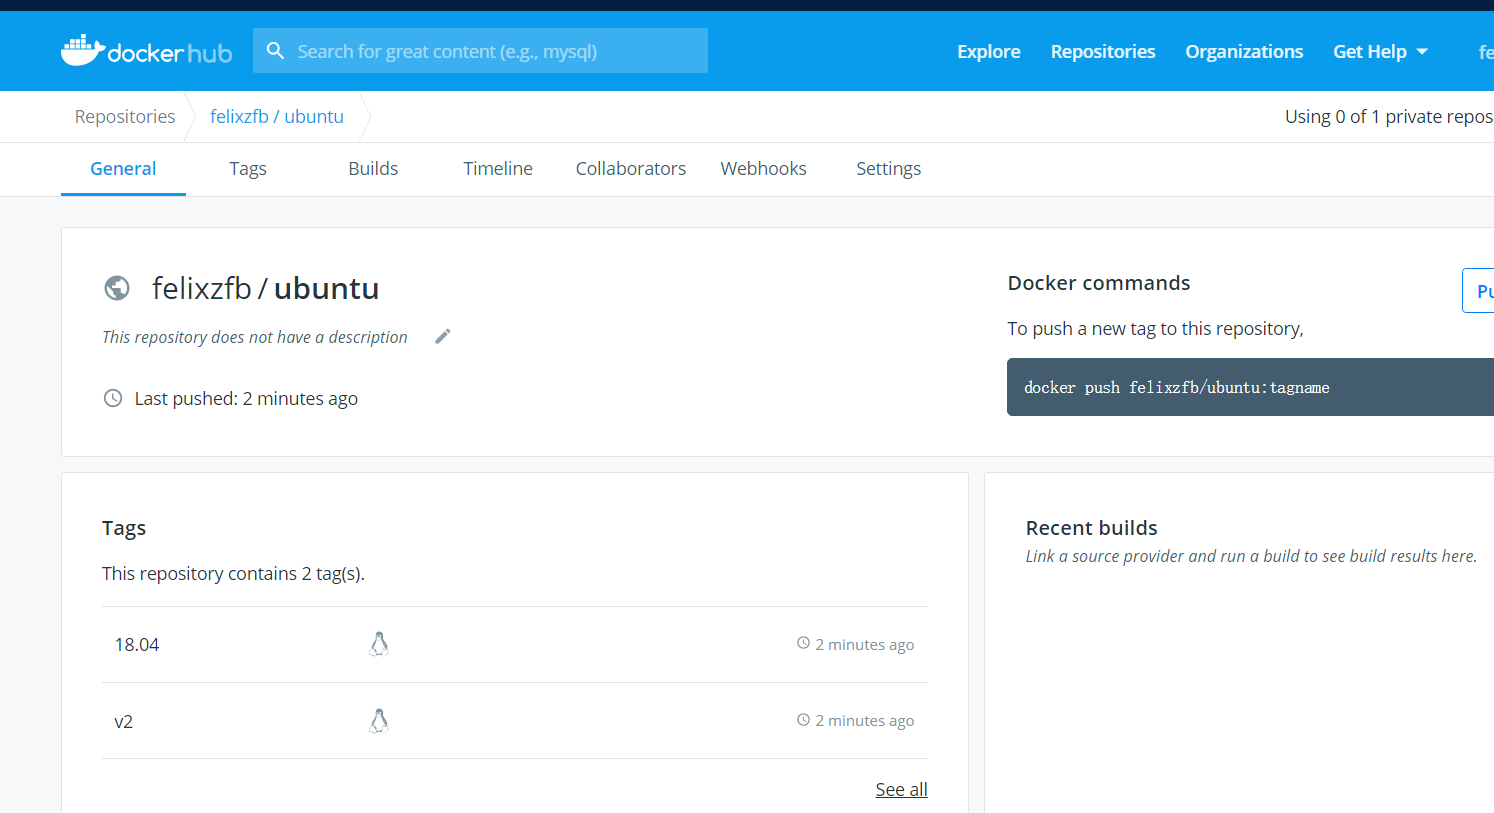 docker hub
Search for great content (e.g., mysql)
Explore
Repositories
Organizations
Get Help
fe
Repositories
felixzfb / ubuntu
Using 0 of 1 private repos
General
Tags
Builds
Timeline
Collaborators
Webhooks
Settings
felixzfb / ubuntu
This repository does not have a description
Last pushed: 2 minutes ago
Docker commands
Pu
To push a new tag to this repository,
docker push felixzfb/ubuntu:tagname
Tags
This repository contains 2 tag(s).
18.04
2 minutes ago
v2
2 minutes ago
See all
Recent builds
Link a source provider and run a build to see build results here.